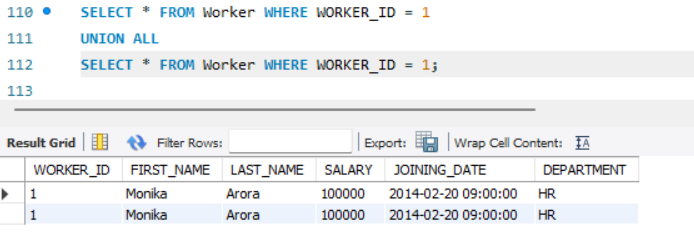 110 SELECT * FROM Worker WHERE WORKER_ID = 1
111 UNION ALL
112 SELECT * FROM Worker WHERE WORKER_ID = 1;
113
Result Grid Filter Rows: Export: Wrap Cell Content: IA
WORKER_ID FIRST_NAME LAST_NAME SALARY JOINING_DATE DEPARTMENT
1 Monika Arora 100000 2014-02-20 09:00:00 HR
1 Monika Arora 100000 2014-02-20 09:00:00 HR